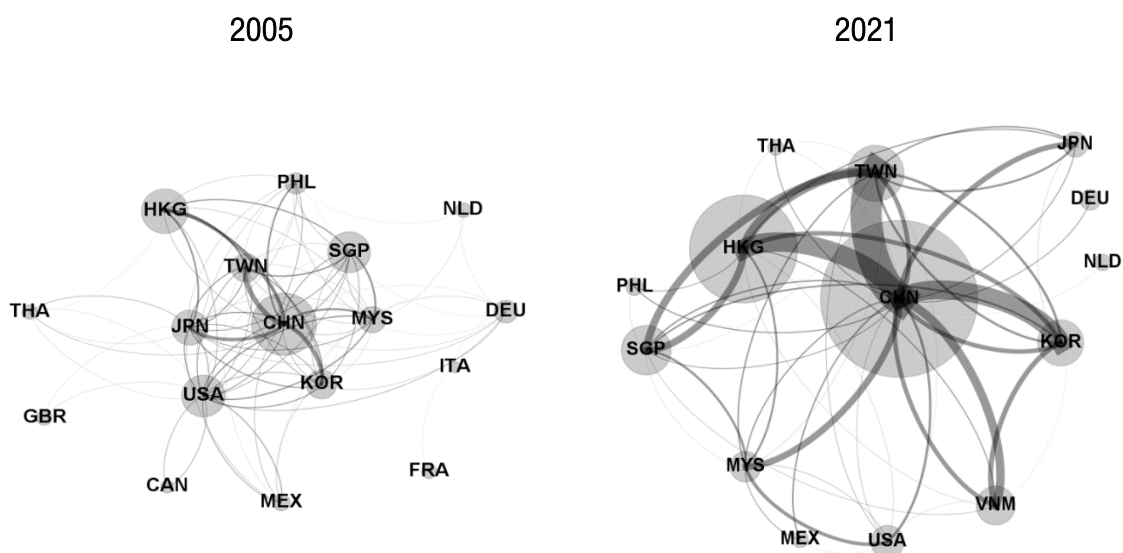 2005
PHL
HKG
NLD
SGP
TWN
THA
JPN
CHN
MYS
DEU
ITA
KOR
USA
GBR
FRA
CAN
MEX
2021
THA
JPN
TWN
DEU
HKG
NLD
PHL
CHN
SGP
KOR
MYS
VNM
MEX
USA